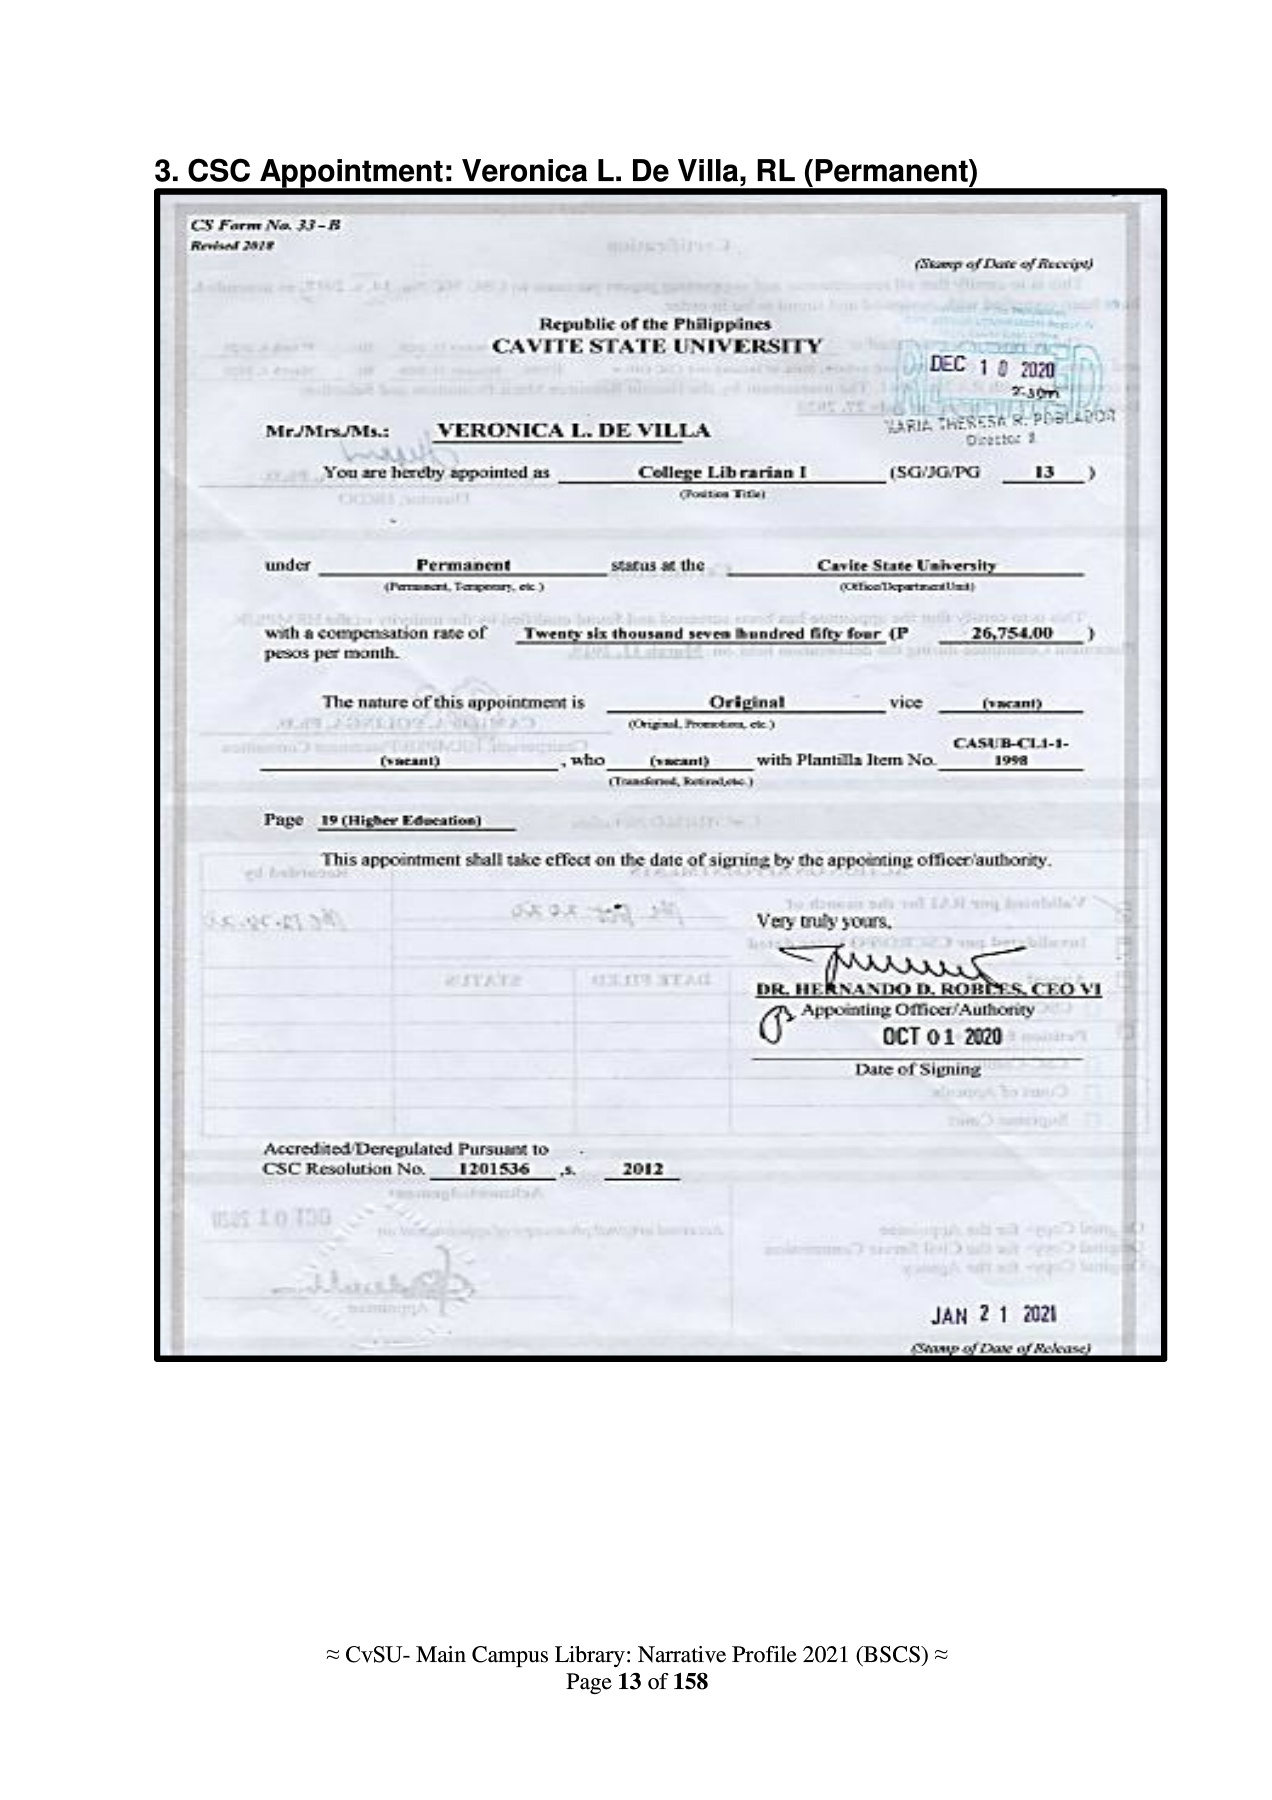 3. CSC Appointment: Veronica L. De Villa, RL (Permanent)
CS Form No. 33 – B
Revised 2018
(Stamp of Date of Receipt)
Republic of the Philippines
CAVITE STATE UNIVERSITY
DEC 10 2020
MARIA THERESA R. POBLADOR
Director
Mr./Mrs./Ms.: VERONICA L. DE VILLA
You are hereby appointed as College Librarian I (SG/JG/PG 13 )
(Position Title)
under Permanent status at the Cavite State University
(Permanent, Temporary, etc.) (Office/Department/Unit)
with a compensation rate of Twenty six thousand seven hundred fifty four (P 26,754.00 )
pesos per month.
The nature of this appointment is Original vice (vacant)
(Original, Promotion, etc.)
CASUB-CL1-1-
(vacant) , who (vacant) with Plantilla Item No. 1998
(Transferred, Retired,etc.)
Page 19 (Higher Education)
This appointment shall take effect on the date of signing by the appointing officer/authority.
Very truly yours,
DR. HERNANDO D. ROBLES, CEO VI
Appointing Officer/Authority
OCT 01 2020
Date of Signing
Accredited/Deregulated Pursuant to
CSC Resolution No. 1201536 ,s. 2012
JAN 21 2021
(Stamp of Date of Release)
≈ CvSU- Main Campus Library: Narrative Profile 2021 (BSCS) ≈
Page 13 of 158